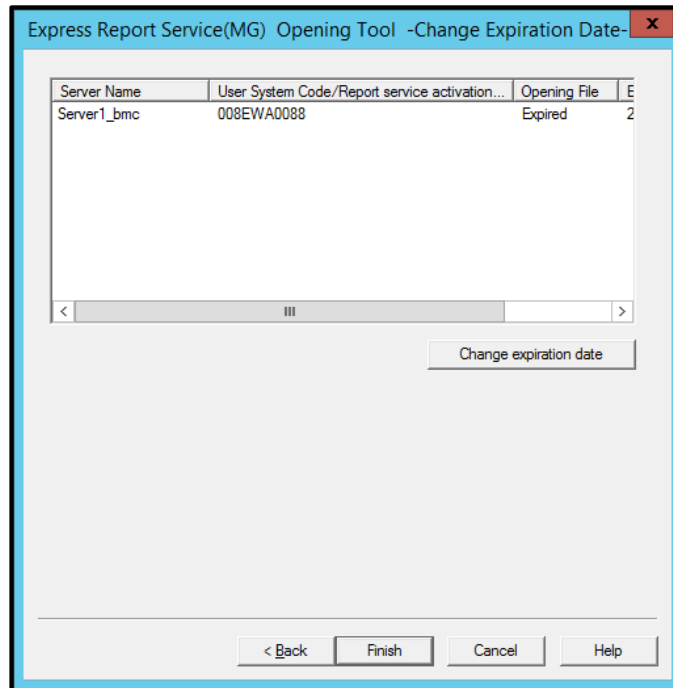 Express Report Service(MG) Opening Tool -Change Expiration Date-
Server Name User System Code/Report service activation... Opening File E
Server1_bmc 008EWA0088 Expired 2
Change expiration date
< Back Finish Cancel Help